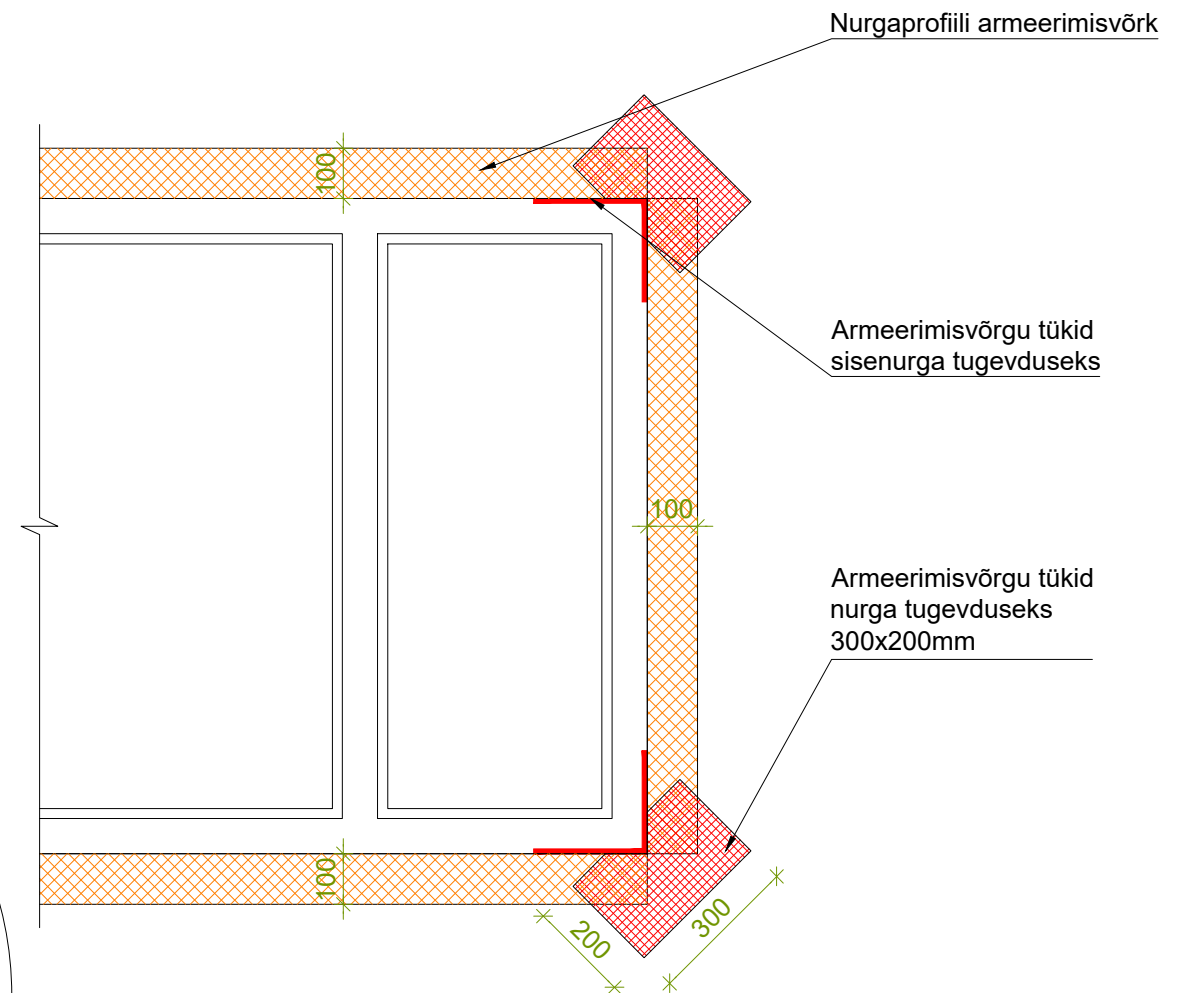 Nurgaprofiili armeerimisvõrk
100
Armeerimisvõrgu tükid
sisenurga tugevduseks
100
Armeerimisvõrgu tükid
nurga tugevduseks
300x200mm
100
200
300